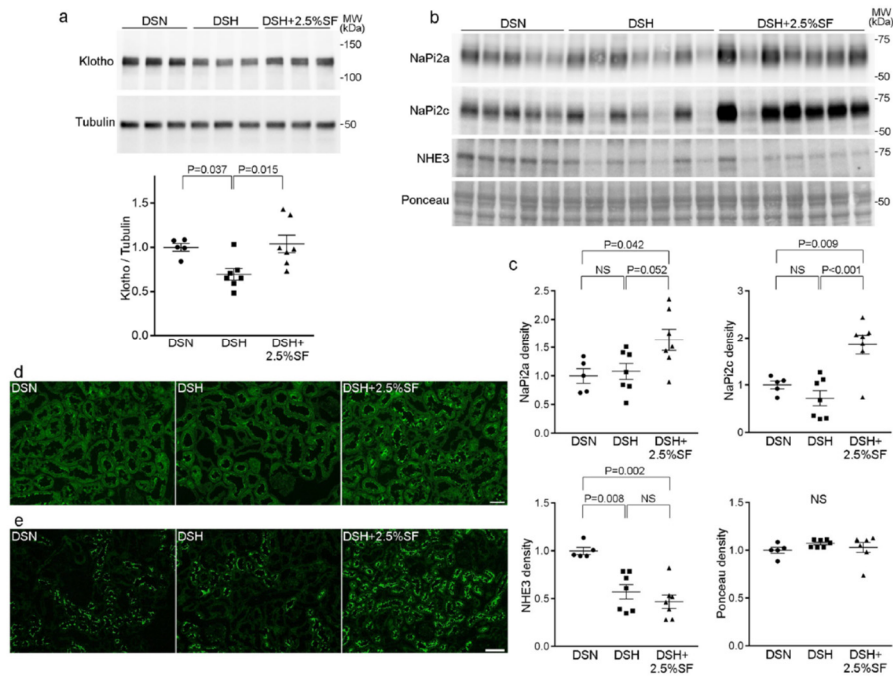 a
DSN DSH DSH+2.5%SF MW (kDa)
Klotho
-150
-100
Tubulin
-50
P=0.037 P=0.015
Klotho / Tubulin
1.5
1.0
0.5
0.0
DSN DSH DSH+ 2.5%SF
b
DSN DSH DSH+2.5%SF MW (kDa)
NaPi2a
-75
-50
NaPi2c
-75
-50
NHE3
-75
Ponceau
-50
c
P=0.042
NS P=0.052
NaPi2a density
2.5
2.0
1.5
1.0
0.5
0.0
DSN DSH DSH+
2.5%SF
P=0.009
NS P<0.001
NaPi2c density
3
2
1
0
DSN DSH DSH+
2.5%SF
P=0.002
P=0.008 NS
NHE3 density
1.5
1.0
0.5
0.0
DSN DSH DSH+
2.5%SF
NS
Ponceau density
1.5
1.0
0.5
0.0
DSN DSH DSH+
2.5%SF
d
DSN DSH DSH+2.5%SF
e
DSN DSH DSH+2.5%SF